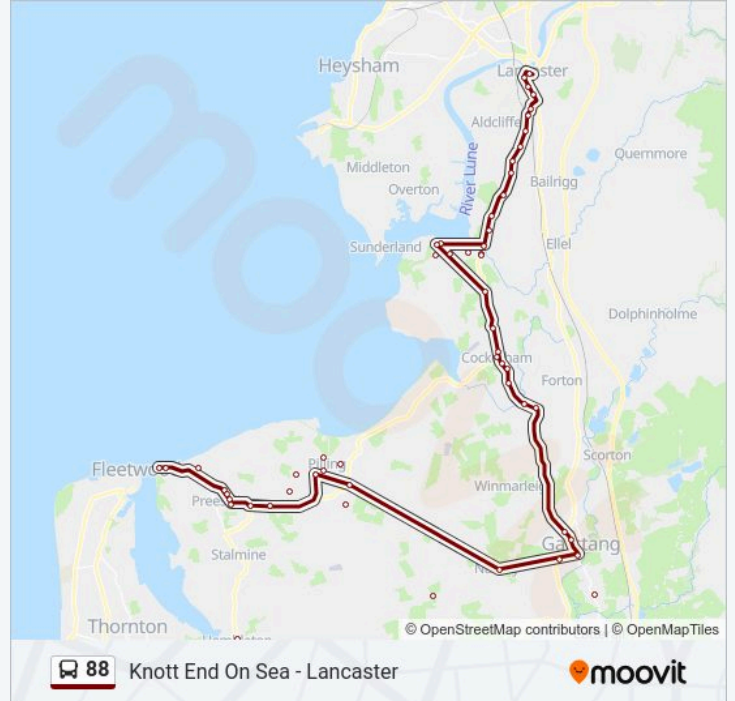 Heysham
Lancaster
Aldcliffe
Quernmore
Middleton
Overton
River Lune
Bailrigg
Sunderland
Ellel
Dolphinholme
Cockerham
Forton
Scorton
Fleetwood
Pilling
Preesall
Winmarleigh
Garstang
Stalmine
Thornton
Hambleton
© OpenStreetMap contributors | © OpenMapTiles
88 Knott End On Sea - Lancaster
moovit